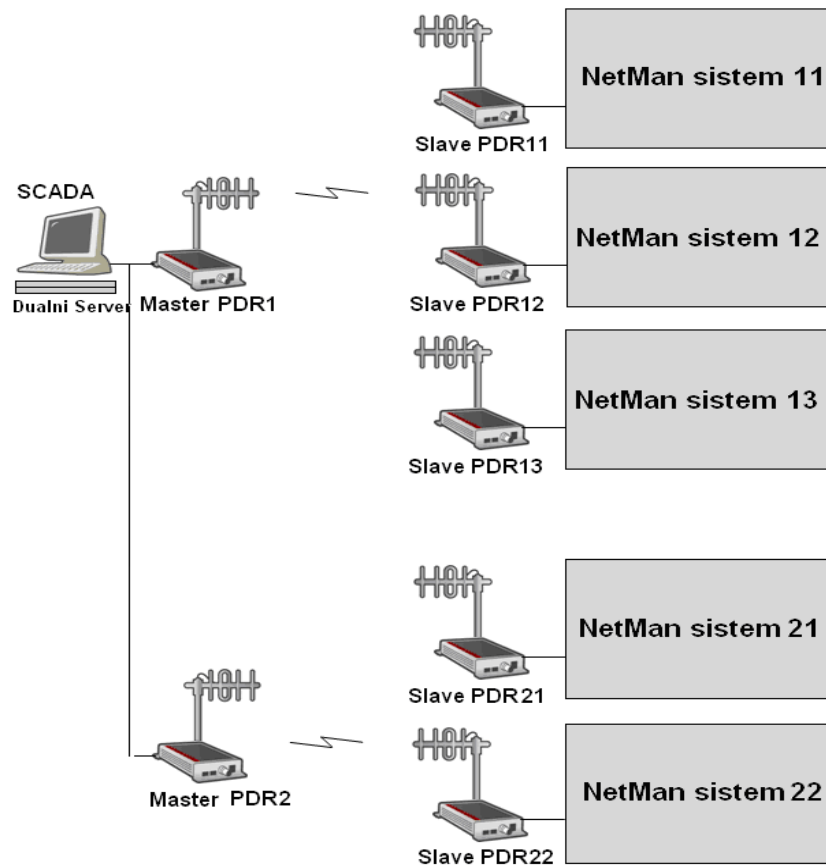 NetMan sistem 11
Slave PDR11
SCADA
NetMan sistem 12
Dualni Server
Master PDR1
Slave PDR12
NetMan sistem 13
Slave PDR13
NetMan sistem 21
Slave PDR21
NetMan sistem 22
Master PDR2
Slave PDR22